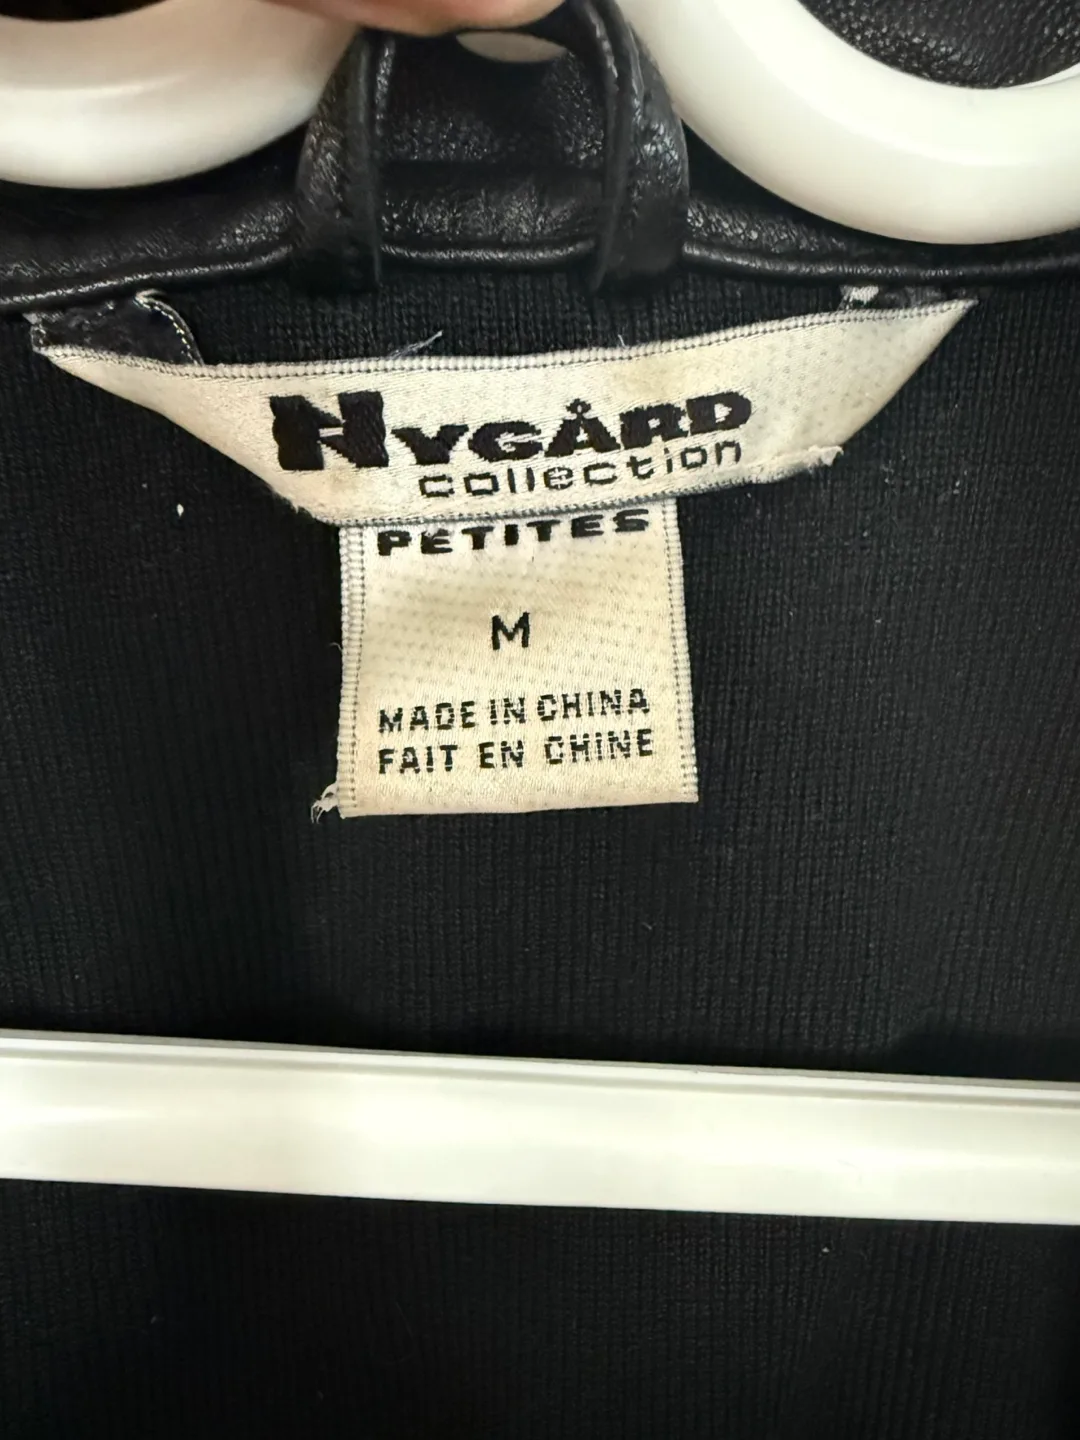 NYGÅRD
collection
PETITES
M
MADE IN CHINA
FAIT EN CHINE